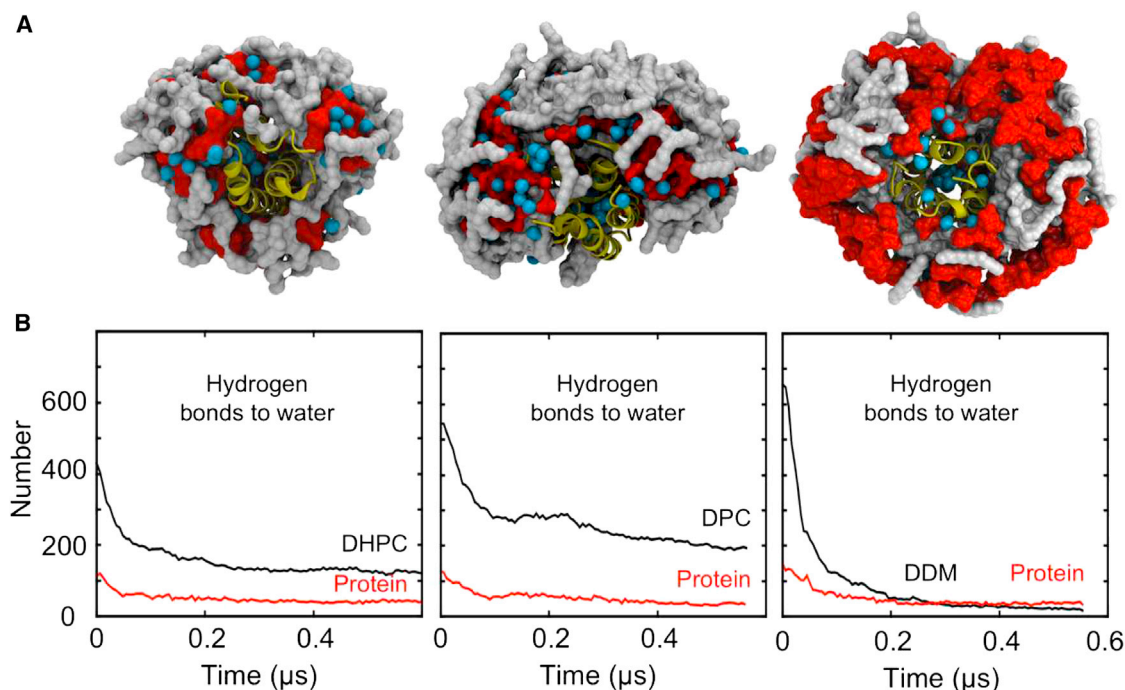 A
B
Number
600
400
200
0
Hydrogen
bonds to water
DHPC
Protein
0
0.2
0.4
Time (µs)
Hydrogen
bonds to water
DPC
Protein
0
0.2
0.4
Time (µs)
Hydrogen
bonds to water
DDM
Protein
0
0.2
0.4
0.6
Time (µs)